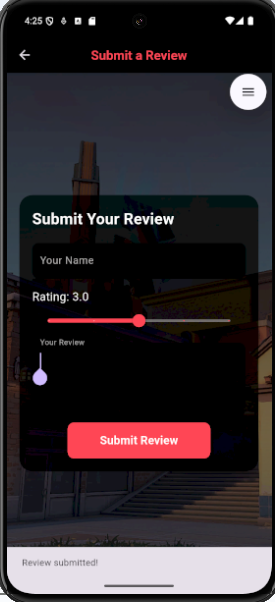 4:25
Submit a Review
Submit Your Review
Your Name
Rating: 3.0
Your Review
Submit Review
Review submitted!